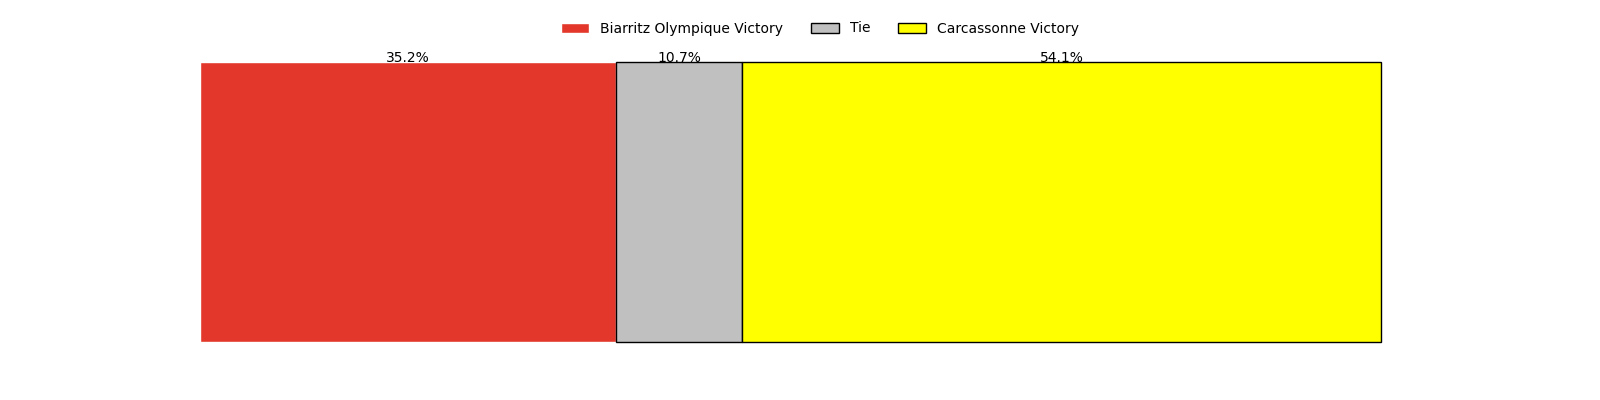 Biarritz Olympique Victory Tie Carcassonne Victory
35.2% 10.7% 54.1%